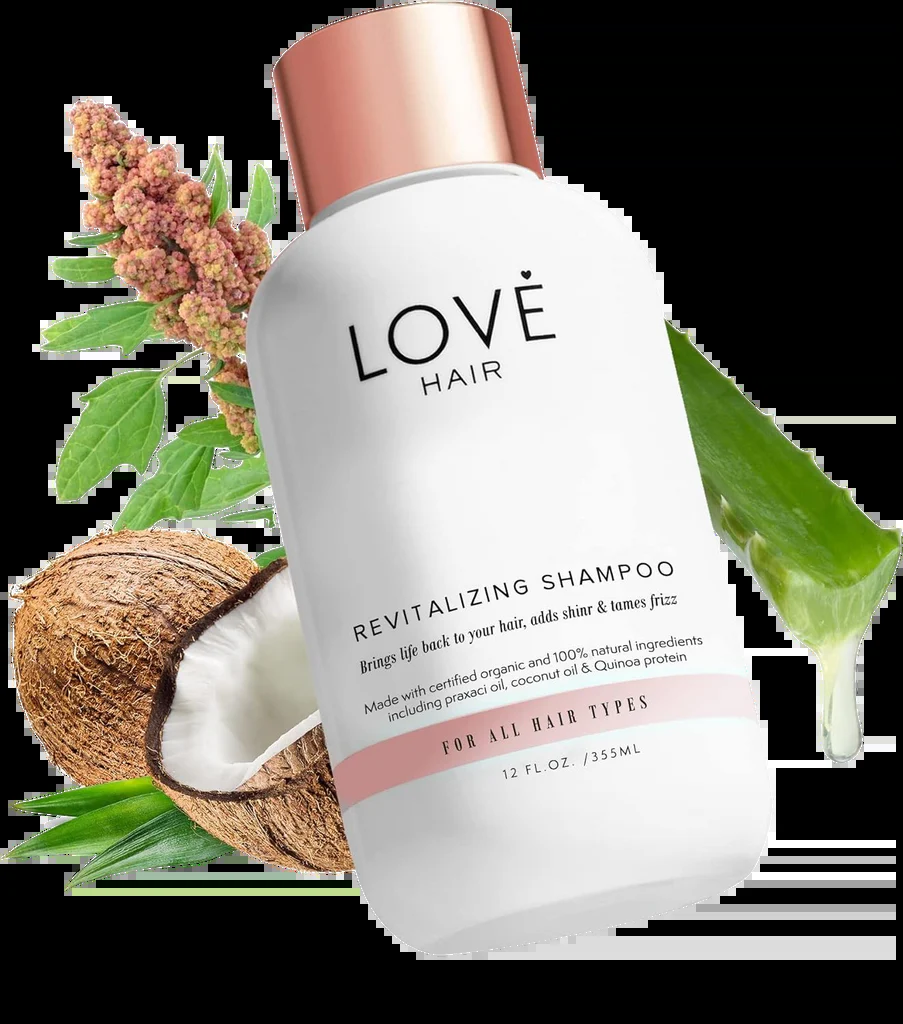 LOVE
HAIR
REVITALIZING SHAMPOO
Brings life back to your hair, adds shinr & tames frizz
Made with certified organic and 100% natural ingredients
including praxaci oil, coconut oil & Quinoa protein
FOR ALL HAIR TYPES
12 FL.OZ. /355ML